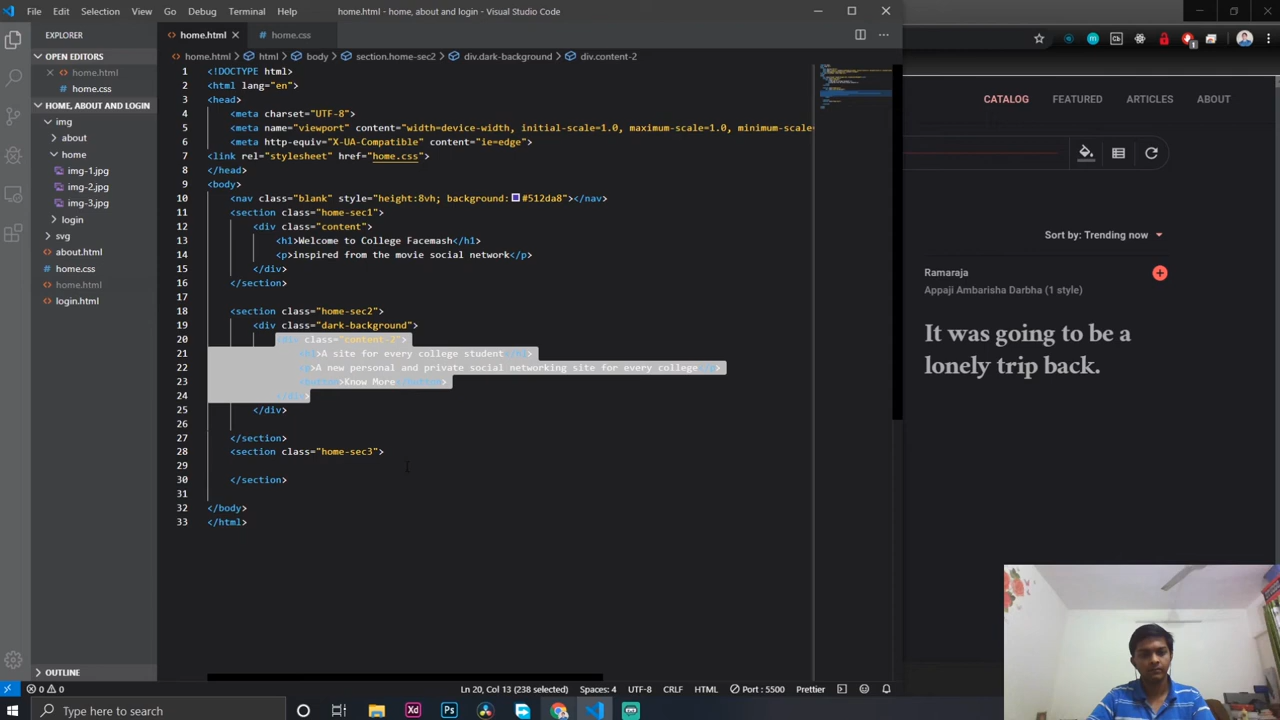 File Edit Selection View Go Debug Terminal Help home.html - home, about and login - Visual Studio Code
EXPLORER
OPEN EDITORS
home.html
home.css
HOME, ABOUT AND LOGIN
img
about
home
img-1.jpg
img-2.jpg
img-3.jpg
login
svg
about.html
home.css
home.html
login.html
OUTLINE
home.html home.css
home.html html body section.home-sec2 div.dark-background div.content-2
1 <!DOCTYPE html>
2 <html lang="en">
3 <head>
4 <meta charset="UTF-8">
5 <meta name="viewport" content="width=device-width, initial-scale=1.0, maximum-scale=1.0, minimum-scale=
6 <meta http-equiv="X-UA-Compatible" content="ie=edge">
7 <link rel="stylesheet" href="home.css">
8 </head>
9 <body>
10 <nav class="blank" style="height:8vh; background:#512da8"></nav>
11 <section class="home-sec1">
12 <div class="content">
13 <h1>Welcome to College Facemash</h1>
14 <p>inspired from the movie social network</p>
15 </div>
16 </section>
17
18 <section class="home-sec2">
19 <div class="dark-background">
20 <div class="content-2">
21 <h1>A site for every college student</h1>
22 <p>A new personal and private social networking site for every college</p>
23 <button>Know More</button>
24 </div>
25 </div>
26
27 </section>
28 <section class="home-sec3">
29
30 </section>
31
32 </body>
33 </html>
0 0 Ln 20, Col 13 (238 selected) Spaces: 4 UTF-8 CRLF HTML Port : 5500 Prettier
CATALOG FEATURED ARTICLES ABOUT
Sort by: Trending now
Ramaraja
Appaji Ambarisha Darbha (1 style)
It was going to be a
lonely trip back.
Type here to search
Xd Ps